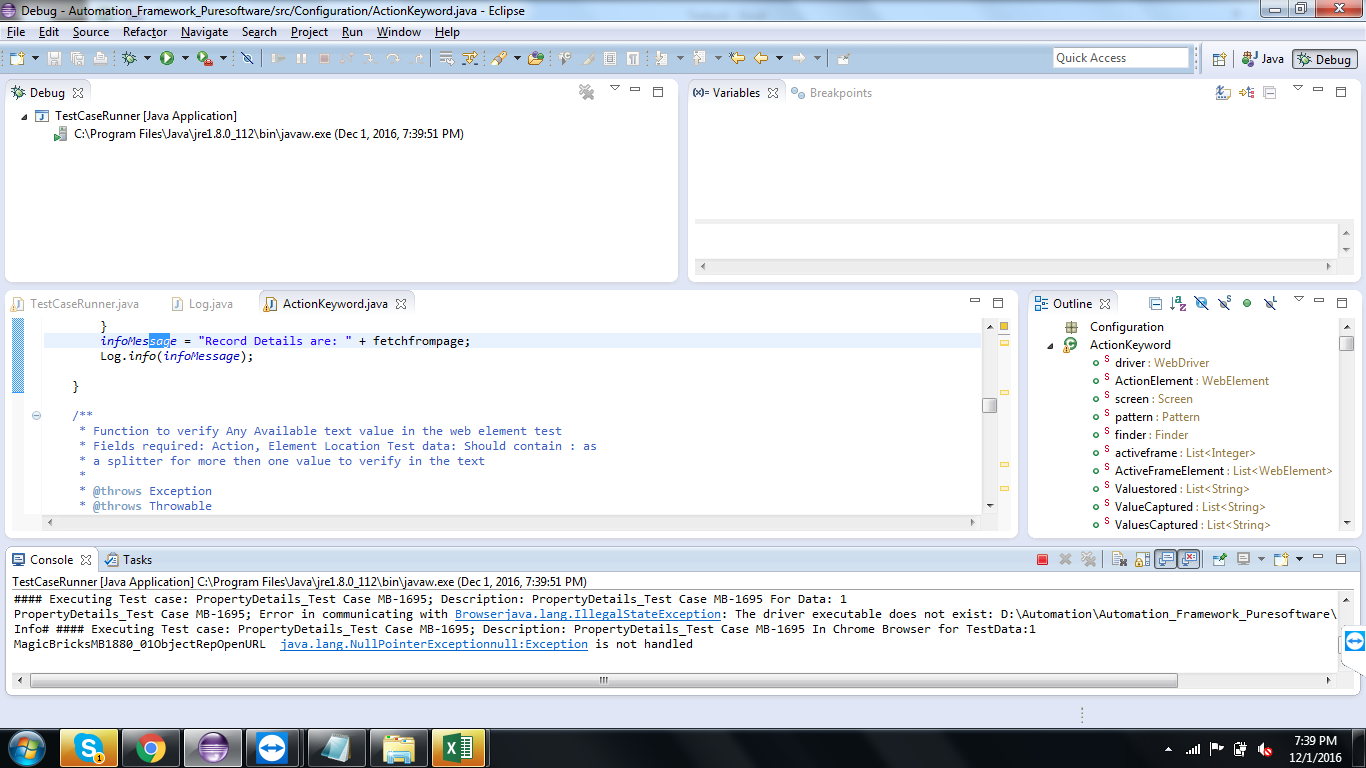 Debug - Automation_Framework_Puresoftware/src/Configuration/ActionKeyword.java - Eclipse
File Edit Source Refactor Navigate Search Project Run Window Help
Quick Access Java Debug
Debug
TestCaseRunner [Java Application]
C:\Program Files\Java\jre1.8.0_112\bin\javaw.exe (Dec 1, 2016, 7:39:51 PM)
(x)= Variables Breakpoints
TestCaseRunner.java Log.java ActionKeyword.java
}
infoMessage = "Record Details are: " + fetchfrompage;
Log.info(infoMessage);
}
/**
* Function to verify Any Available text value in the web element test
* Fields required: Action, Element Location Test data: Should contain : as
* a splitter for more then one value to verify in the text
*
* @throws Exception
* @throws Throwable
Outline
Configuration
ActionKeyword
S driver : WebDriver
S ActionElement : WebElement
S screen : Screen
S pattern : Pattern
S finder : Finder
S activeframe : List<Integer>
S ActiveFrameElement : List<WebElement>
S Valuestored : List<String>
S ValueCaptured : List<String>
S ValuesCaptured : List<String>
Console Tasks
TestCaseRunner [Java Application] C:\Program Files\Java\jre1.8.0_112\bin\javaw.exe (Dec 1, 2016, 7:39:51 PM)
#### Executing Test case: PropertyDetails_Test Case MB-1695; Description: PropertyDetails_Test Case MB-1695 For Data: 1
PropertyDetails_Test Case MB-1695; Error in communicating with Browserjava.lang.IllegalStateException: The driver executable does not exist: D:\Automation\Automation_Framework_Puresoftware\
Info# #### Executing Test case: PropertyDetails_Test Case MB-1695; Description: PropertyDetails_Test Case MB-1695 In Chrome Browser for TestData:1
MagicBricksMB1880_01ObjectRepOpenURL java.lang.NullPointerExceptionnull:Exception is not handled
7:39 PM
12/1/2016